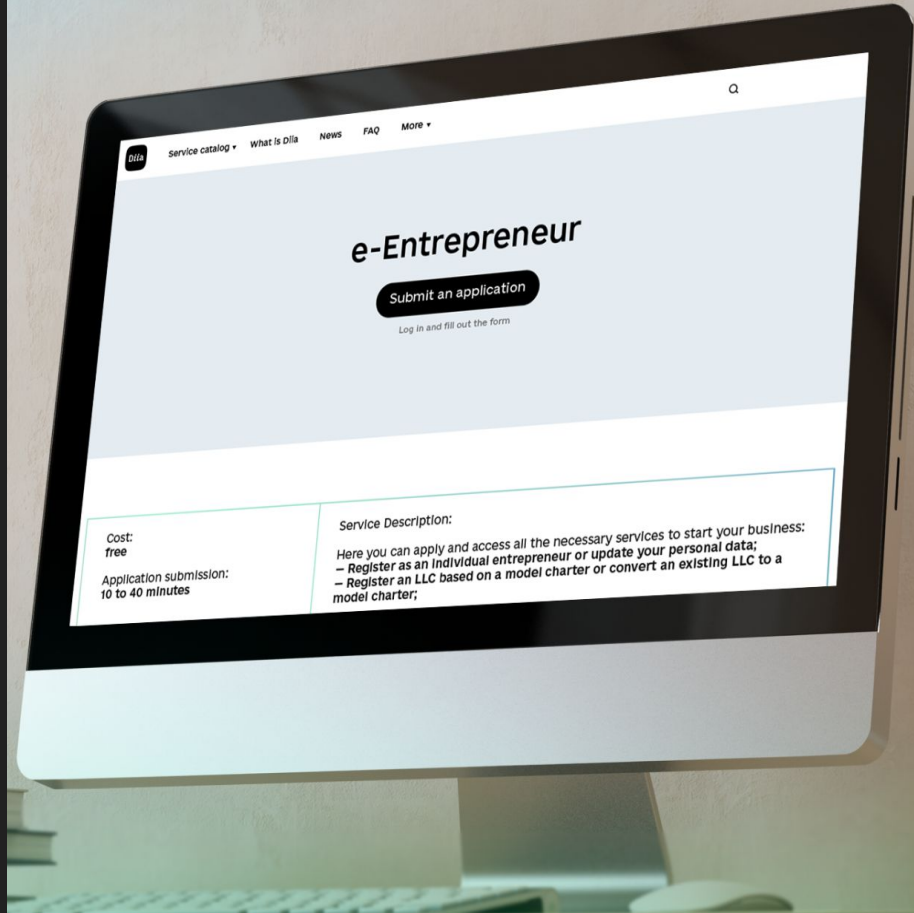 Diia
Service catalog ▾ What is Diia News FAQ More ▾
e-Entrepreneur
Submit an application
Log in and fill out the form
Cost:
free
Application submission:
10 to 40 minutes
Service Description:
Here you can apply and access all the necessary services to start your business:
— Register as an individual entrepreneur or update your personal data;
— Register an LLC based on a model charter or convert an existing LLC to a
model charter;